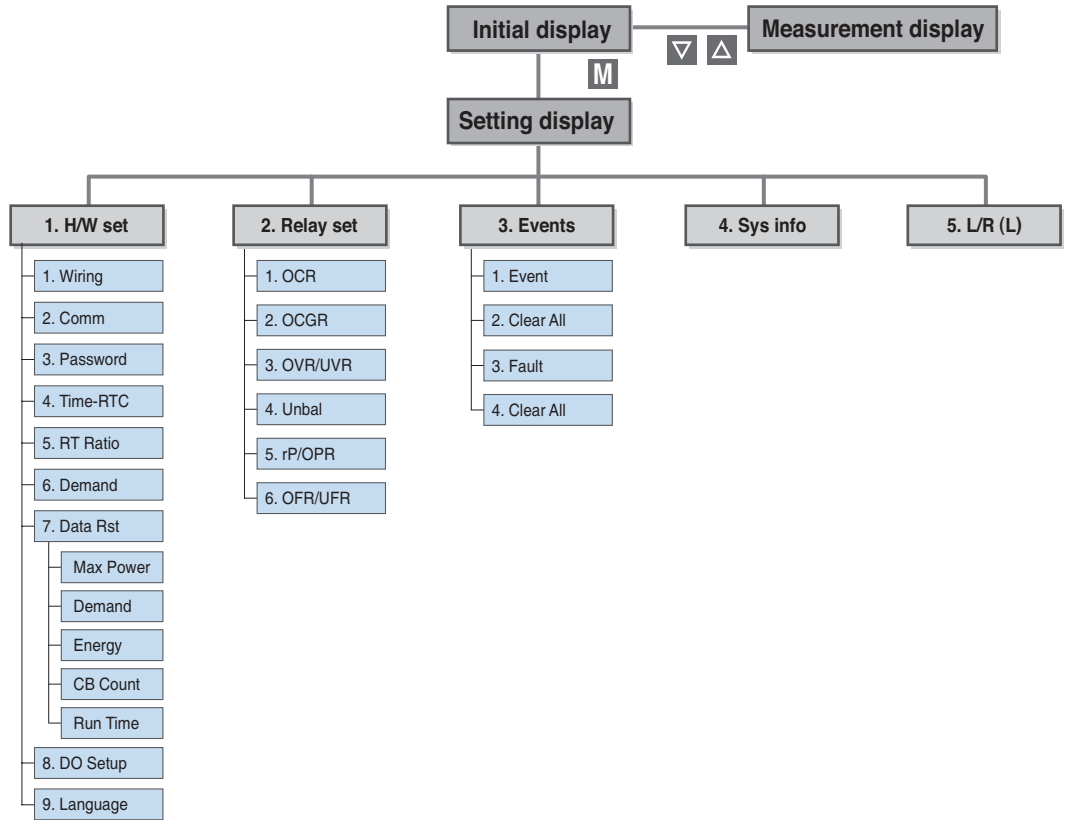 Initial display
Measurement display
M
Setting display
1. H/W set
1. Wiring
2. Comm
3. Password
4. Time-RTC
5. RT Ratio
6. Demand
7. Data Rst
Max Power
Demand
Energy
CB Count
Run Time
8. DO Setup
9. Language
2. Relay set
1. OCR
2. OCGR
3. OVR/UVR
4. Unbal
5. rP/OPR
6. OFR/UFR
3. Events
1. Event
2. Clear All
3. Fault
4. Clear All
4. Sys info
5. L/R (L)